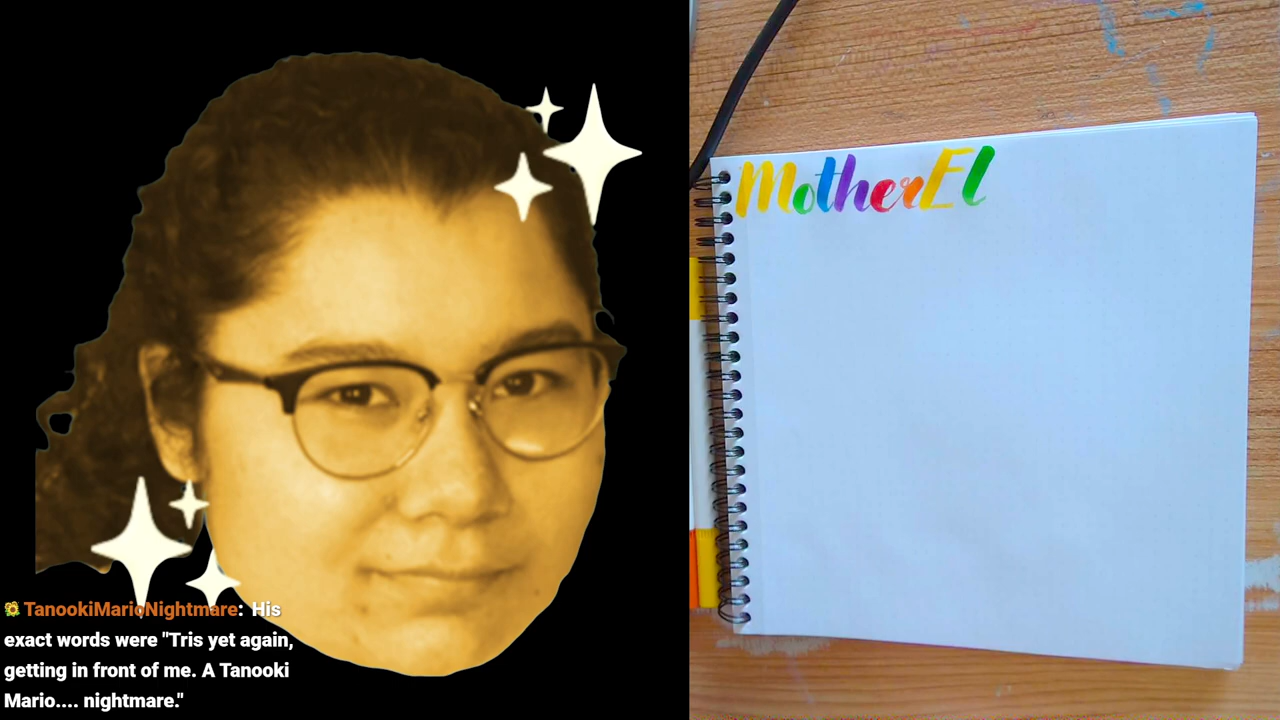 MotherEl
TanookiMarioNightmare: His
exact words were "Tris yet again,
getting in front of me. A Tanooki
Mario.... nightmare."